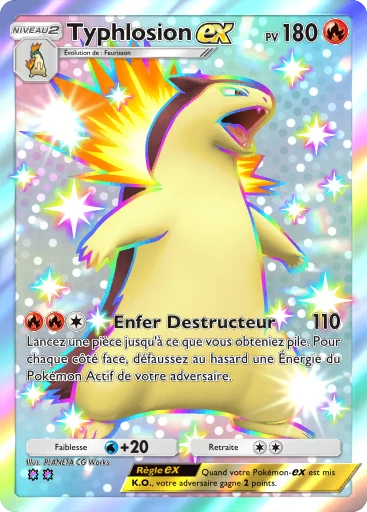 NIVEAU 2
Typhlosion ex
PV 180
Évolution de : Feurisson
Enfer Destructeur 110
Lancez une pièce jusqu'à ce que vous obteniez pile. Pour
chaque côté face, défaussez au hasard une Énergie du
Pokémon Actif de votre adversaire.
Faiblesse +20 Retraite
Illus. PLANETA CG Works
Règle ex Quand votre Pokémon-ex est mis
K.O., votre adversaire gagne 2 points.